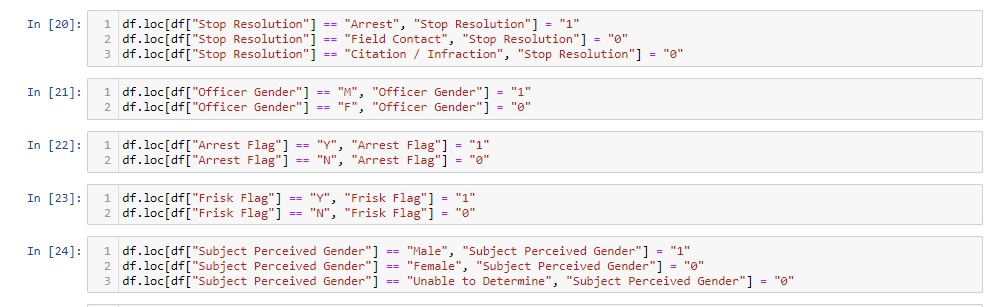 In [20]:
1 df.loc[df["Stop Resolution"] == "Arrest", "Stop Resolution"] = "1"
2 df.loc[df["Stop Resolution"] == "Field Contact", "Stop Resolution"] = "0"
3 df.loc[df["Stop Resolution"] == "Citation / Infraction", "Stop Resolution"] = "0"
In [21]:
1 df.loc[df["Officer Gender"] == "M", "Officer Gender"] = "1"
2 df.loc[df["Officer Gender"] == "F", "Officer Gender"] = "0"
In [22]:
1 df.loc[df["Arrest Flag"] == "Y", "Arrest Flag"] = "1"
2 df.loc[df["Arrest Flag"] == "N", "Arrest Flag"] = "0"
In [23]:
1 df.loc[df["Frisk Flag"] == "Y", "Frisk Flag"] = "1"
2 df.loc[df["Frisk Flag"] == "N", "Frisk Flag"] = "0"
In [24]:
1 df.loc[df["Subject Perceived Gender"] == "Male", "Subject Perceived Gender"] = "1"
2 df.loc[df["Subject Perceived Gender"] == "Female", "Subject Perceived Gender"] = "0"
3 df.loc[df["Subject Perceived Gender"] == "Unable to Determine", "Subject Perceived Gender"] = "0"